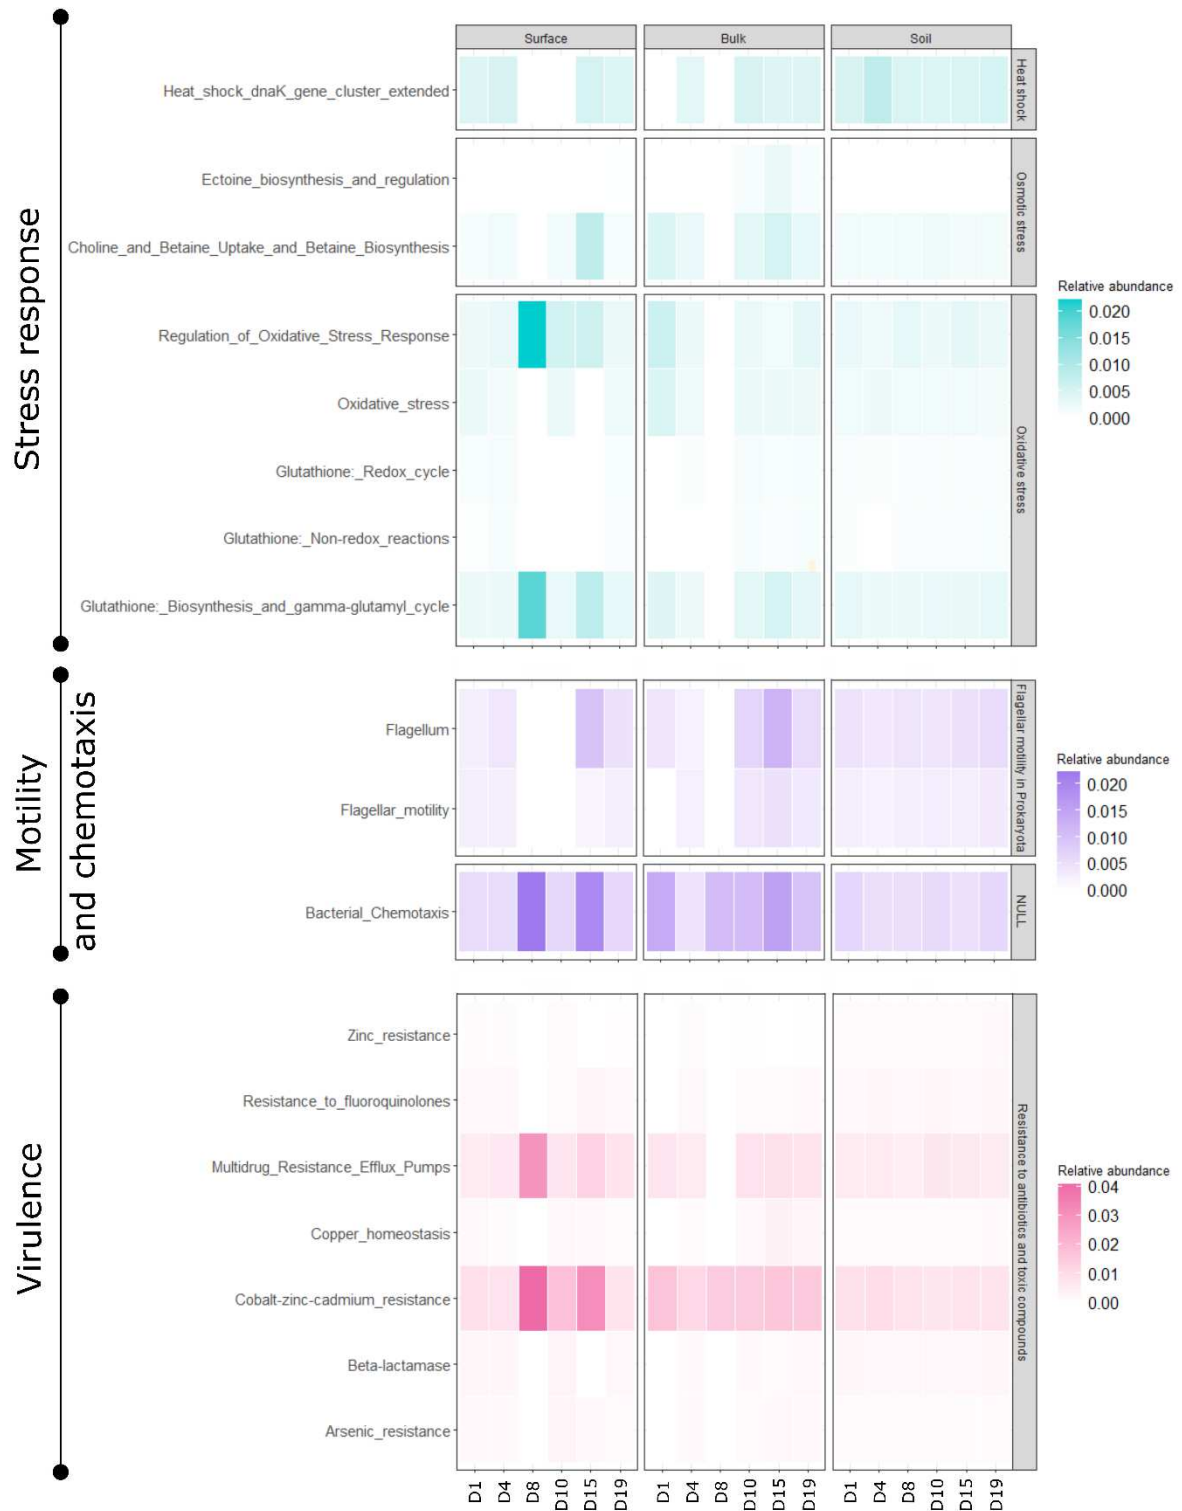 Surface
Bulk
Soil
Stress response
Heat_shock_dnaK_gene_cluster_extended
Heat shock
Ectoine_biosynthesis_and_regulation
Choline_and_Betaine_Uptake_and_Betaine_Biosynthesis
Osmotic stress
Regulation_of_Oxidative_Stress_Response
Oxidative_stress
Glutathione:_Redox_cycle
Glutathione:_Non-redox_reactions
Glutathione:_Biosynthesis_and_gamma-glutamyl_cycle
Oxidative stress
Relative abundance
0.020
0.015
0.010
0.005
0.000
Motility
and chemotaxis
Flagellum
Flagellar_motility
Flagellar motility in Prokaryota
Bacterial_Chemotaxis
NULL
Relative abundance
0.020
0.015
0.010
0.005
0.000
Virulence
Zinc_resistance
Resistance_to_fluoroquinolones
Multidrug_Resistance_Efflux_Pumps
Copper_homeostasis
Cobalt-zinc-cadmium_resistance
Beta-lactamase
Arsenic_resistance
Resistance to antibiotics and toxic compounds
Relative abundance
0.04
0.03
0.02
0.01
0.00
D1 D4 D8 D10 D15 D19 D1 D4 D8 D10 D15 D19 D1 D4 D8 D10 D15 D19